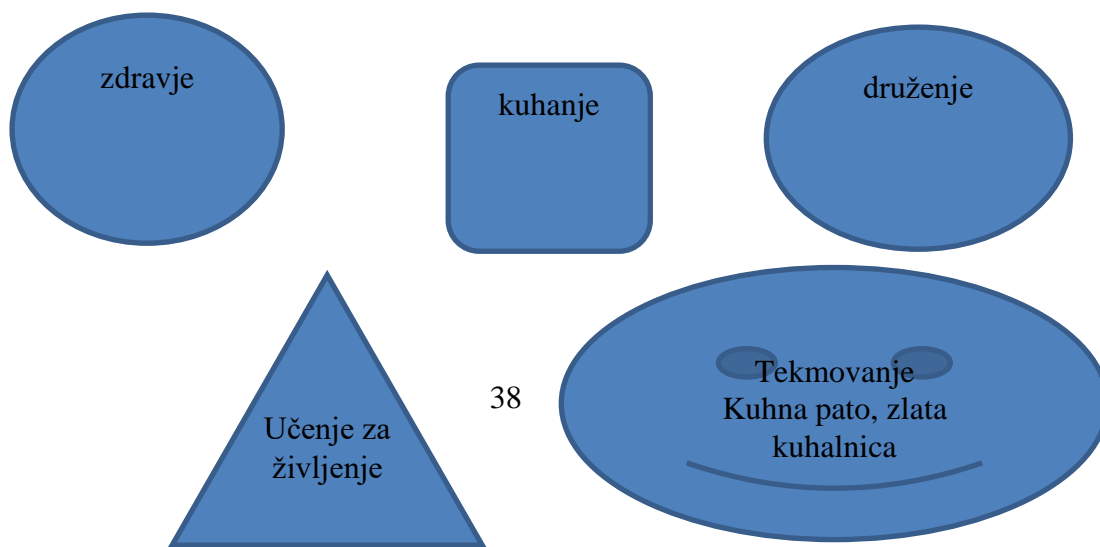 zdravje
kuhanje
druženje
Učenje za
življenje
38
Tekmovanje
Kuhna pato, zlata
kuhalnica